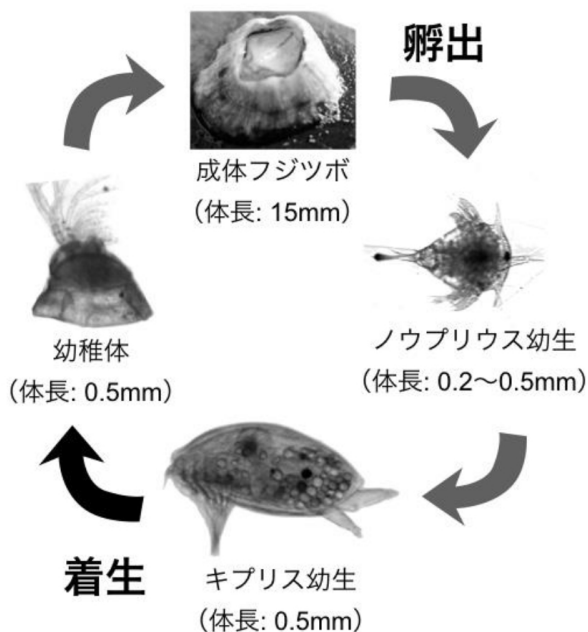 孵出
成体フジツボ
（体長: 15mm）
ノウプリウス幼生
（体長: 0.2〜0.5mm）
キプリス幼生
（体長: 0.5mm）
着生
幼稚体
（体長: 0.5mm）